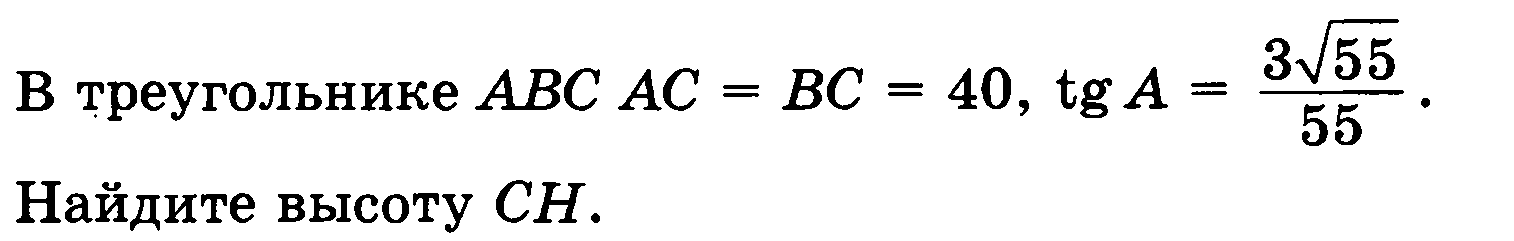 В треугольнике ABC AC = BC = 40, tg A = 3√55/55.
Найдите высоту CH.